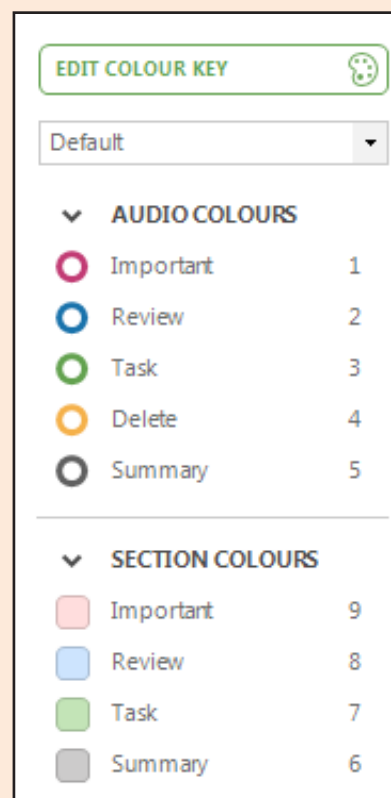 EDIT COLOUR KEY
Default
AUDIO COLOURS
Important 1
Review 2
Task 3
Delete 4
Summary 5
SECTION COLOURS
Important 9
Review 8
Task 7
Summary 6